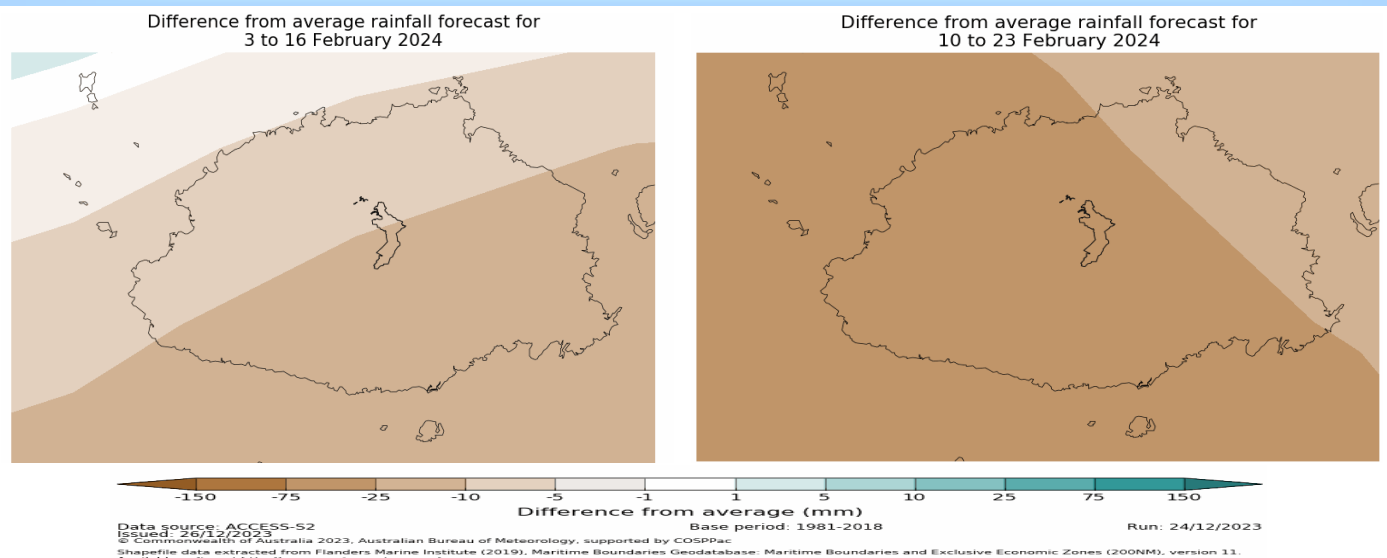 Difference from average rainfall forecast for
3 to 16 February 2024
Difference from average rainfall forecast for
10 to 23 February 2024
-150 -75 -25 -10 -5 -1 1 5 10 25 75 150
Difference from average (mm)
Data source: ACCESS-S2 Base period: 1981-2018 Run: 24/12/2023
Issued: 26/12/2023
© Commonwealth of Australia 2023, Australian Bureau of Meteorology, supported by COSPPac
Shapefile data extracted from Flanders Marine Institute (2019), Maritime Boundaries Geodatabase: Maritime Boundaries and Exclusive Economic Zones (200NM), version 11.